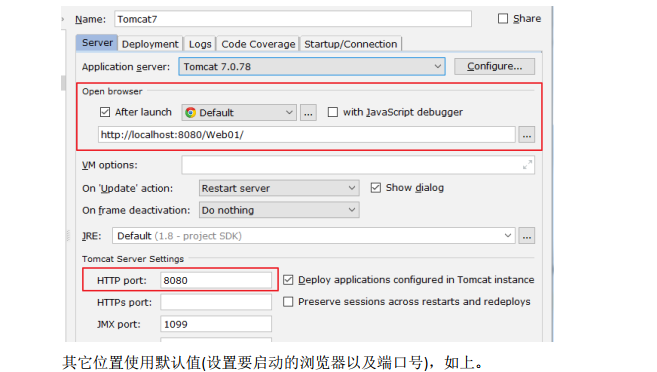 Name: Tomcat7 Share
Server Deployment Logs Code Coverage Startup/Connection
Application server: Tomcat 7.0.78 Configure...
Open browser
After launch Default ... with JavaScript debugger
http://localhost:8080/Web01/ ...
VM options:
On 'Update' action: Restart server Show dialog
On frame deactivation: Do nothing
JRE: Default (1.8 - project SDK) ...
Tomcat Server Settings
HTTP port: 8080 Deploy applications configured in Tomcat instance
HTTPs port: Preserve sessions across restarts and redeploys
JMX port: 1099
其它位置使用默认值(设置要启动的浏览器以及端口号)，如上。